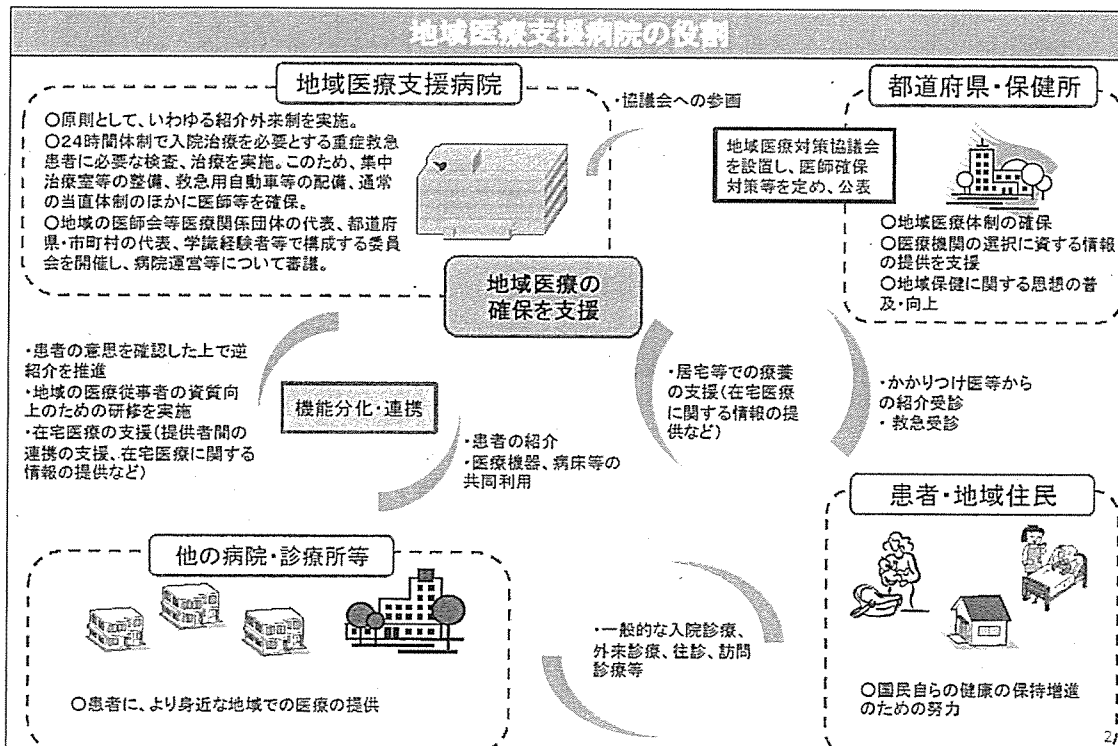 地域医療支援病院の役割
地域医療支援病院
○原則として、いわゆる紹介外来制を実施。
○24時間体制で入院治療を必要とする重症救急
患者に必要な検査、治療を実施。このため、集中
治療室等の整備、救急用自動車等の配備、通常
の当直体制のほかに医師等を確保。
○地域の医師会等医療関係団体の代表、都道府
県・市町村の代表、学識経験者等で構成する委員
会を開催し、病院運営等について審議。
・協議会への参画
都道府県・保健所
地域医療対策協議会
を設置し、医師確保
対策等を定め、公表
○地域医療体制の確保
○医療機関の選択に資する情報
の提供を支援
○地域保健に関する思想の普
及・向上
地域医療の
確保を支援
・患者の意思を確認した上で逆
紹介を推進
・地域の医療従事者の資質向
上のための研修を実施
・在宅医療の支援(提供者間の
連携の支援、在宅医療に関する
情報の提供など)
機能分化・連携
・患者の紹介
・医療機器、病床等の
共同利用
・居宅等での療養
の支援(在宅医療
に関する情報の提
供など)
・かかりつけ医等から
の紹介受診
・救急受診
他の病院・診療所等
○患者に、より身近な地域での医療の提供
・一般的な入院診療、
外来診療、往診、訪問
診療等
患者・地域住民
○国民自らの健康の保持増進
のための努力
2